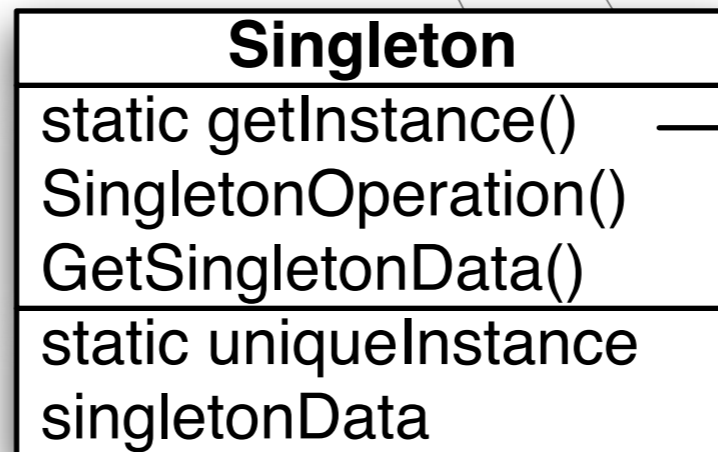 Singleton
static getInstance()
SingletonOperation()
GetSingletonData()
static uniqueInstance
singletonData